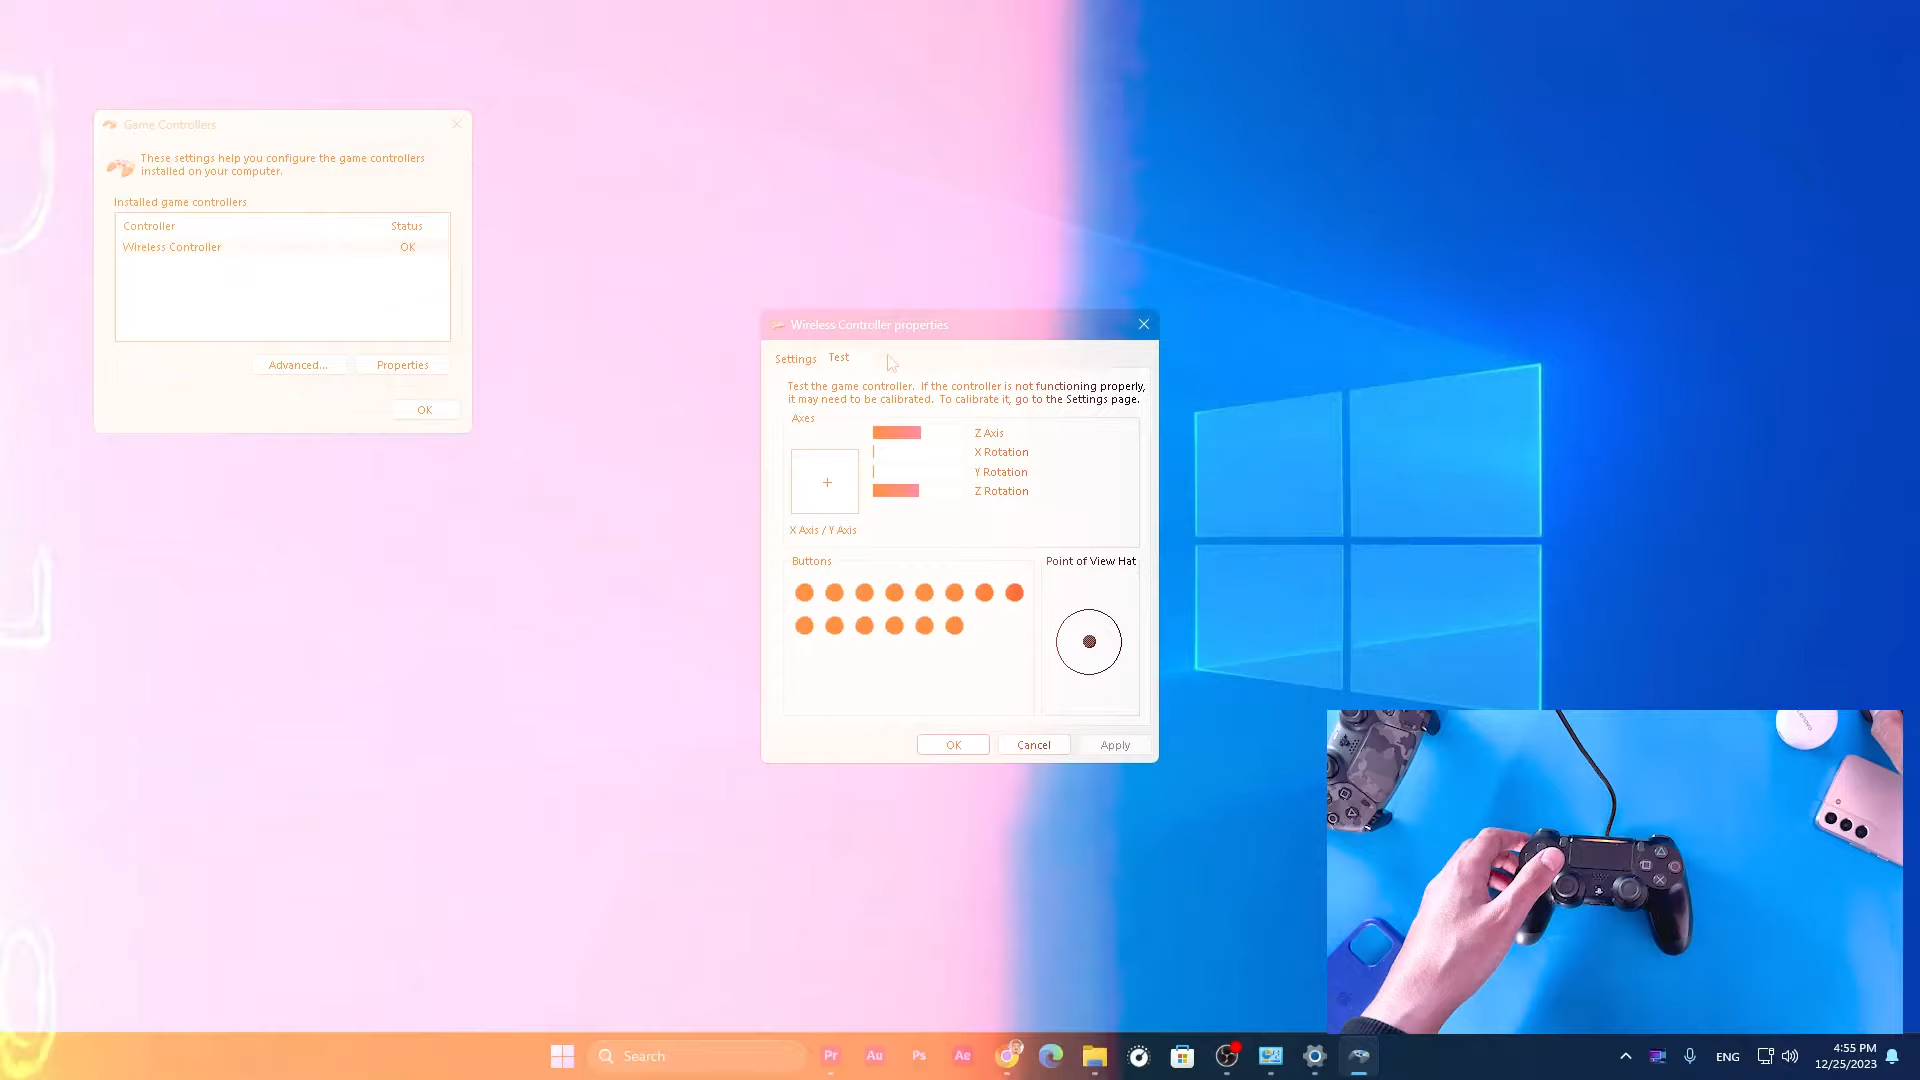 Game Controllers
These settings help you configure the game controllers
installed on your computer.
Installed game controllers
Controller Status
Wireless Controller OK
Advanced... Properties
OK
Wireless Controller properties
Settings Test
Test the game controller. If the controller is not functioning properly,
it may need to be calibrated. To calibrate it, go to the Settings page.
Axes
Z Axis
X Rotation
Y Rotation
Z Rotation
X Axis / Y Axis
Buttons
Point of View Hat
OK Cancel Apply
Search
Pr Au Ps Ae
ENG
4:55 PM
12/25/2023